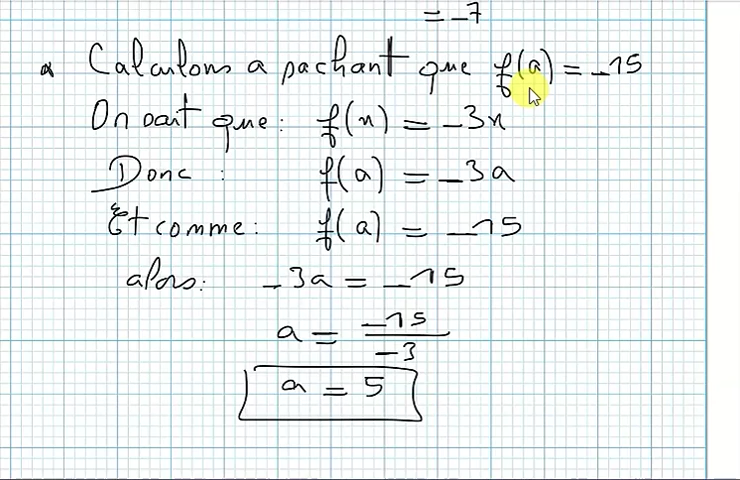 = -7
* Calculons a sachant que f(a) = -15
On sait que : f(x) = -3x
Donc : f(a) = -3a
Et comme : f(a) = -15
alors : -3a = -15
a = -15 / -3
a = 5